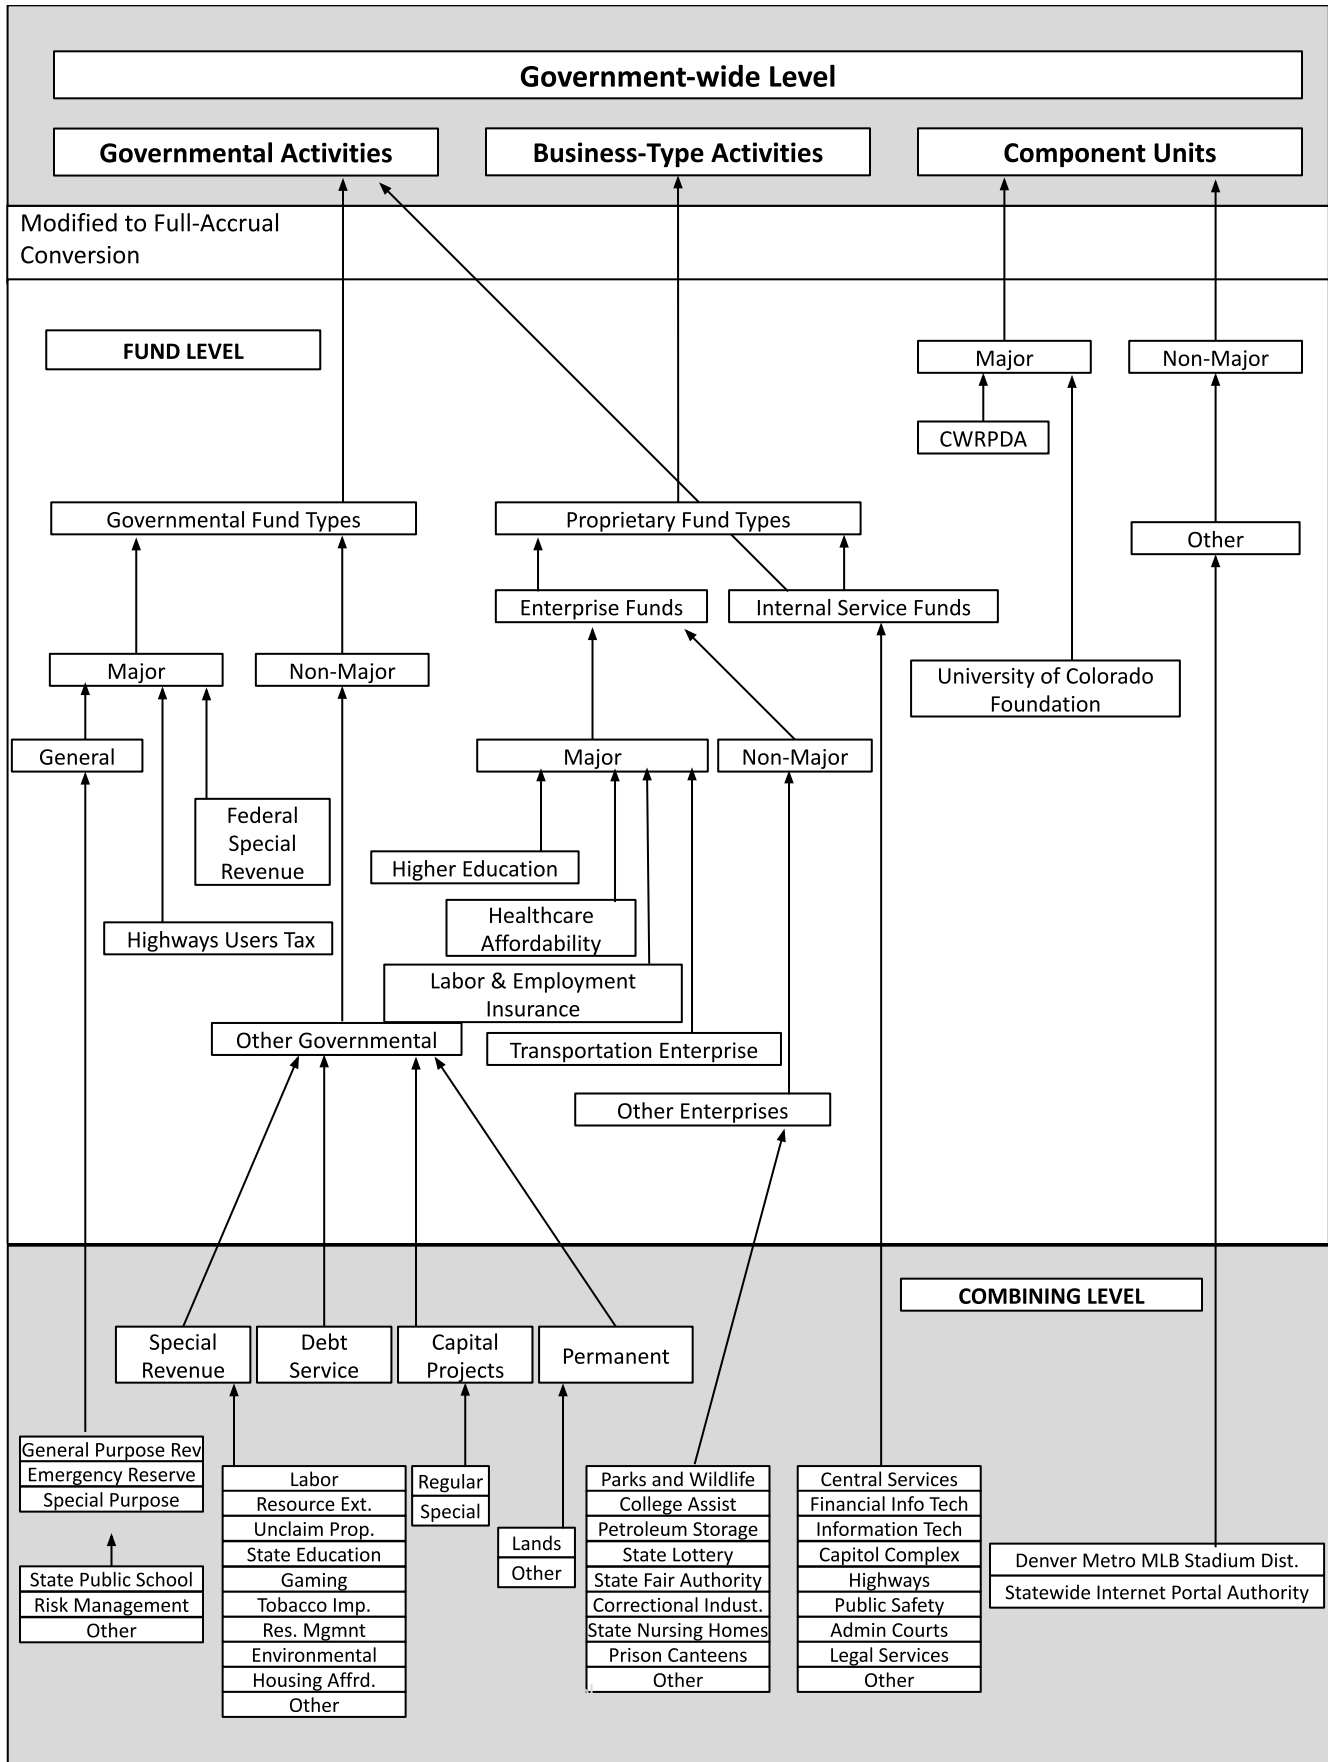 Government-wide Level
Governmental Activities
Business-Type Activities
Component Units
Modified to Full-Accrual
Conversion
FUND LEVEL
Major
Non-Major
CWRPDA
Governmental Fund Types
Proprietary Fund Types
Other
Enterprise Funds
Internal Service Funds
Major
Non-Major
University of Colorado
Foundation
General
Major
Non-Major
Federal
Special
Revenue
Higher Education
Highways Users Tax
Healthcare
Affordability
Labor & Employment
Insurance
Other Governmental
Transportation Enterprise
Other Enterprises
COMBINING LEVEL
Special
Revenue
Debt
Service
Capital
Projects
Permanent
General Purpose Rev
Emergency Reserve
Special Purpose
State Public School
Risk Management
Other
Labor
Resource Ext.
Unclaim Prop.
State Education
Gaming
Tobacco Imp.
Res. Mgmnt
Environmental
Housing Affrd.
Other
Regular
Special
Lands
Other
Parks and Wildlife
College Assist
Petroleum Storage
State Lottery
State Fair Authority
Correctional Indust.
State Nursing Homes
Prison Canteens
Other
Central Services
Financial Info Tech
Information Tech
Capitol Complex
Highways
Public Safety
Admin Courts
Legal Services
Other
Denver Metro MLB Stadium Dist.
Statewide Internet Portal Authority